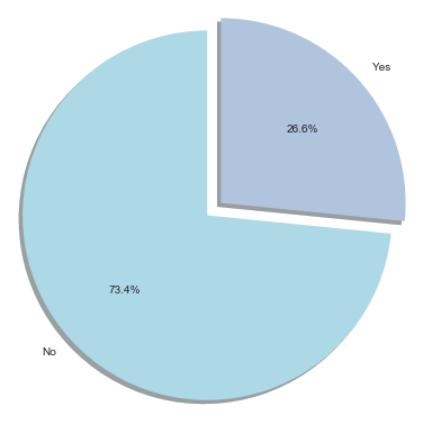 Yes
26.6%
73.4%
No